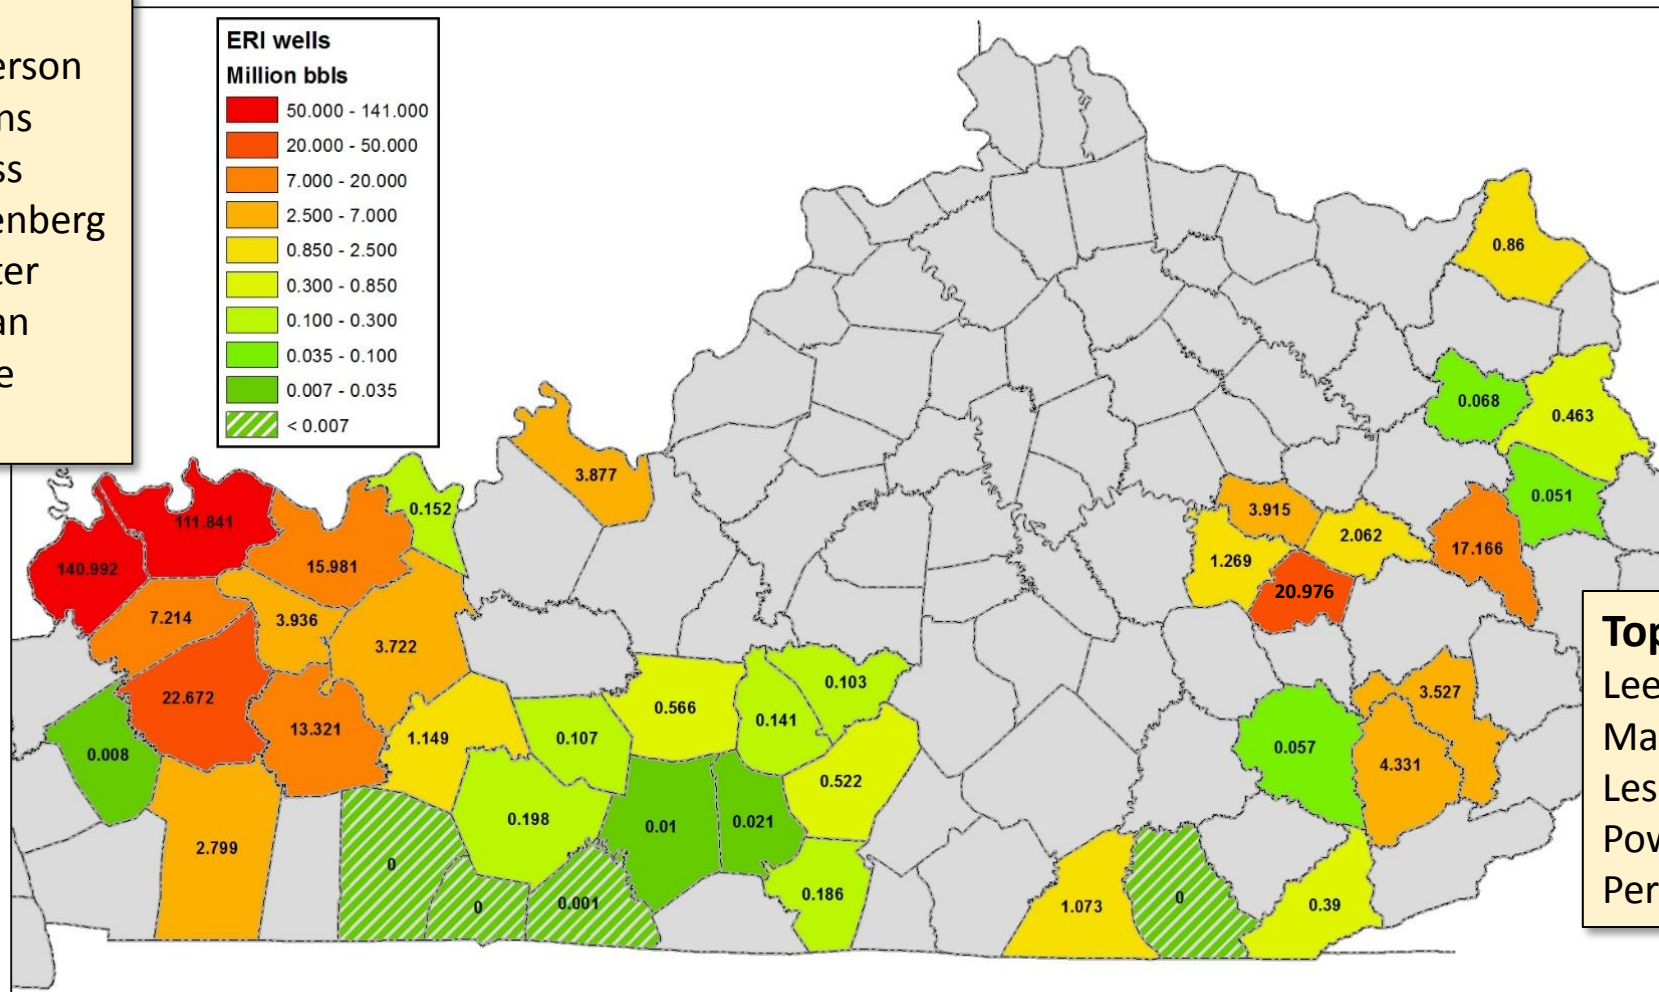 erson
ns
ss
enberg
ter
an
e
ERI wells
Million bbls
50.000 - 141.000
20.000 - 50.000
7.000 - 20.000
2.500 - 7.000
0.850 - 2.500
0.300 - 0.850
0.100 - 0.300
0.035 - 0.100
0.007 - 0.035
< 0.007
0.86
0.068
0.463
3.877
0.051
0.152
111.841
3.915
2.062
17.166
140.992
15.981
1.269
20.976
7.214
3.936
3.722
22.672
0.566
0.103
3.527
13.321
1.149
0.107
0.141
0.008
0.057
4.331
0.522
2.799
0.198
0.01
0.021
0
0
0.001
0.186
1.073
0
0.39
Top
Lee
Ma
Les
Pow
Per